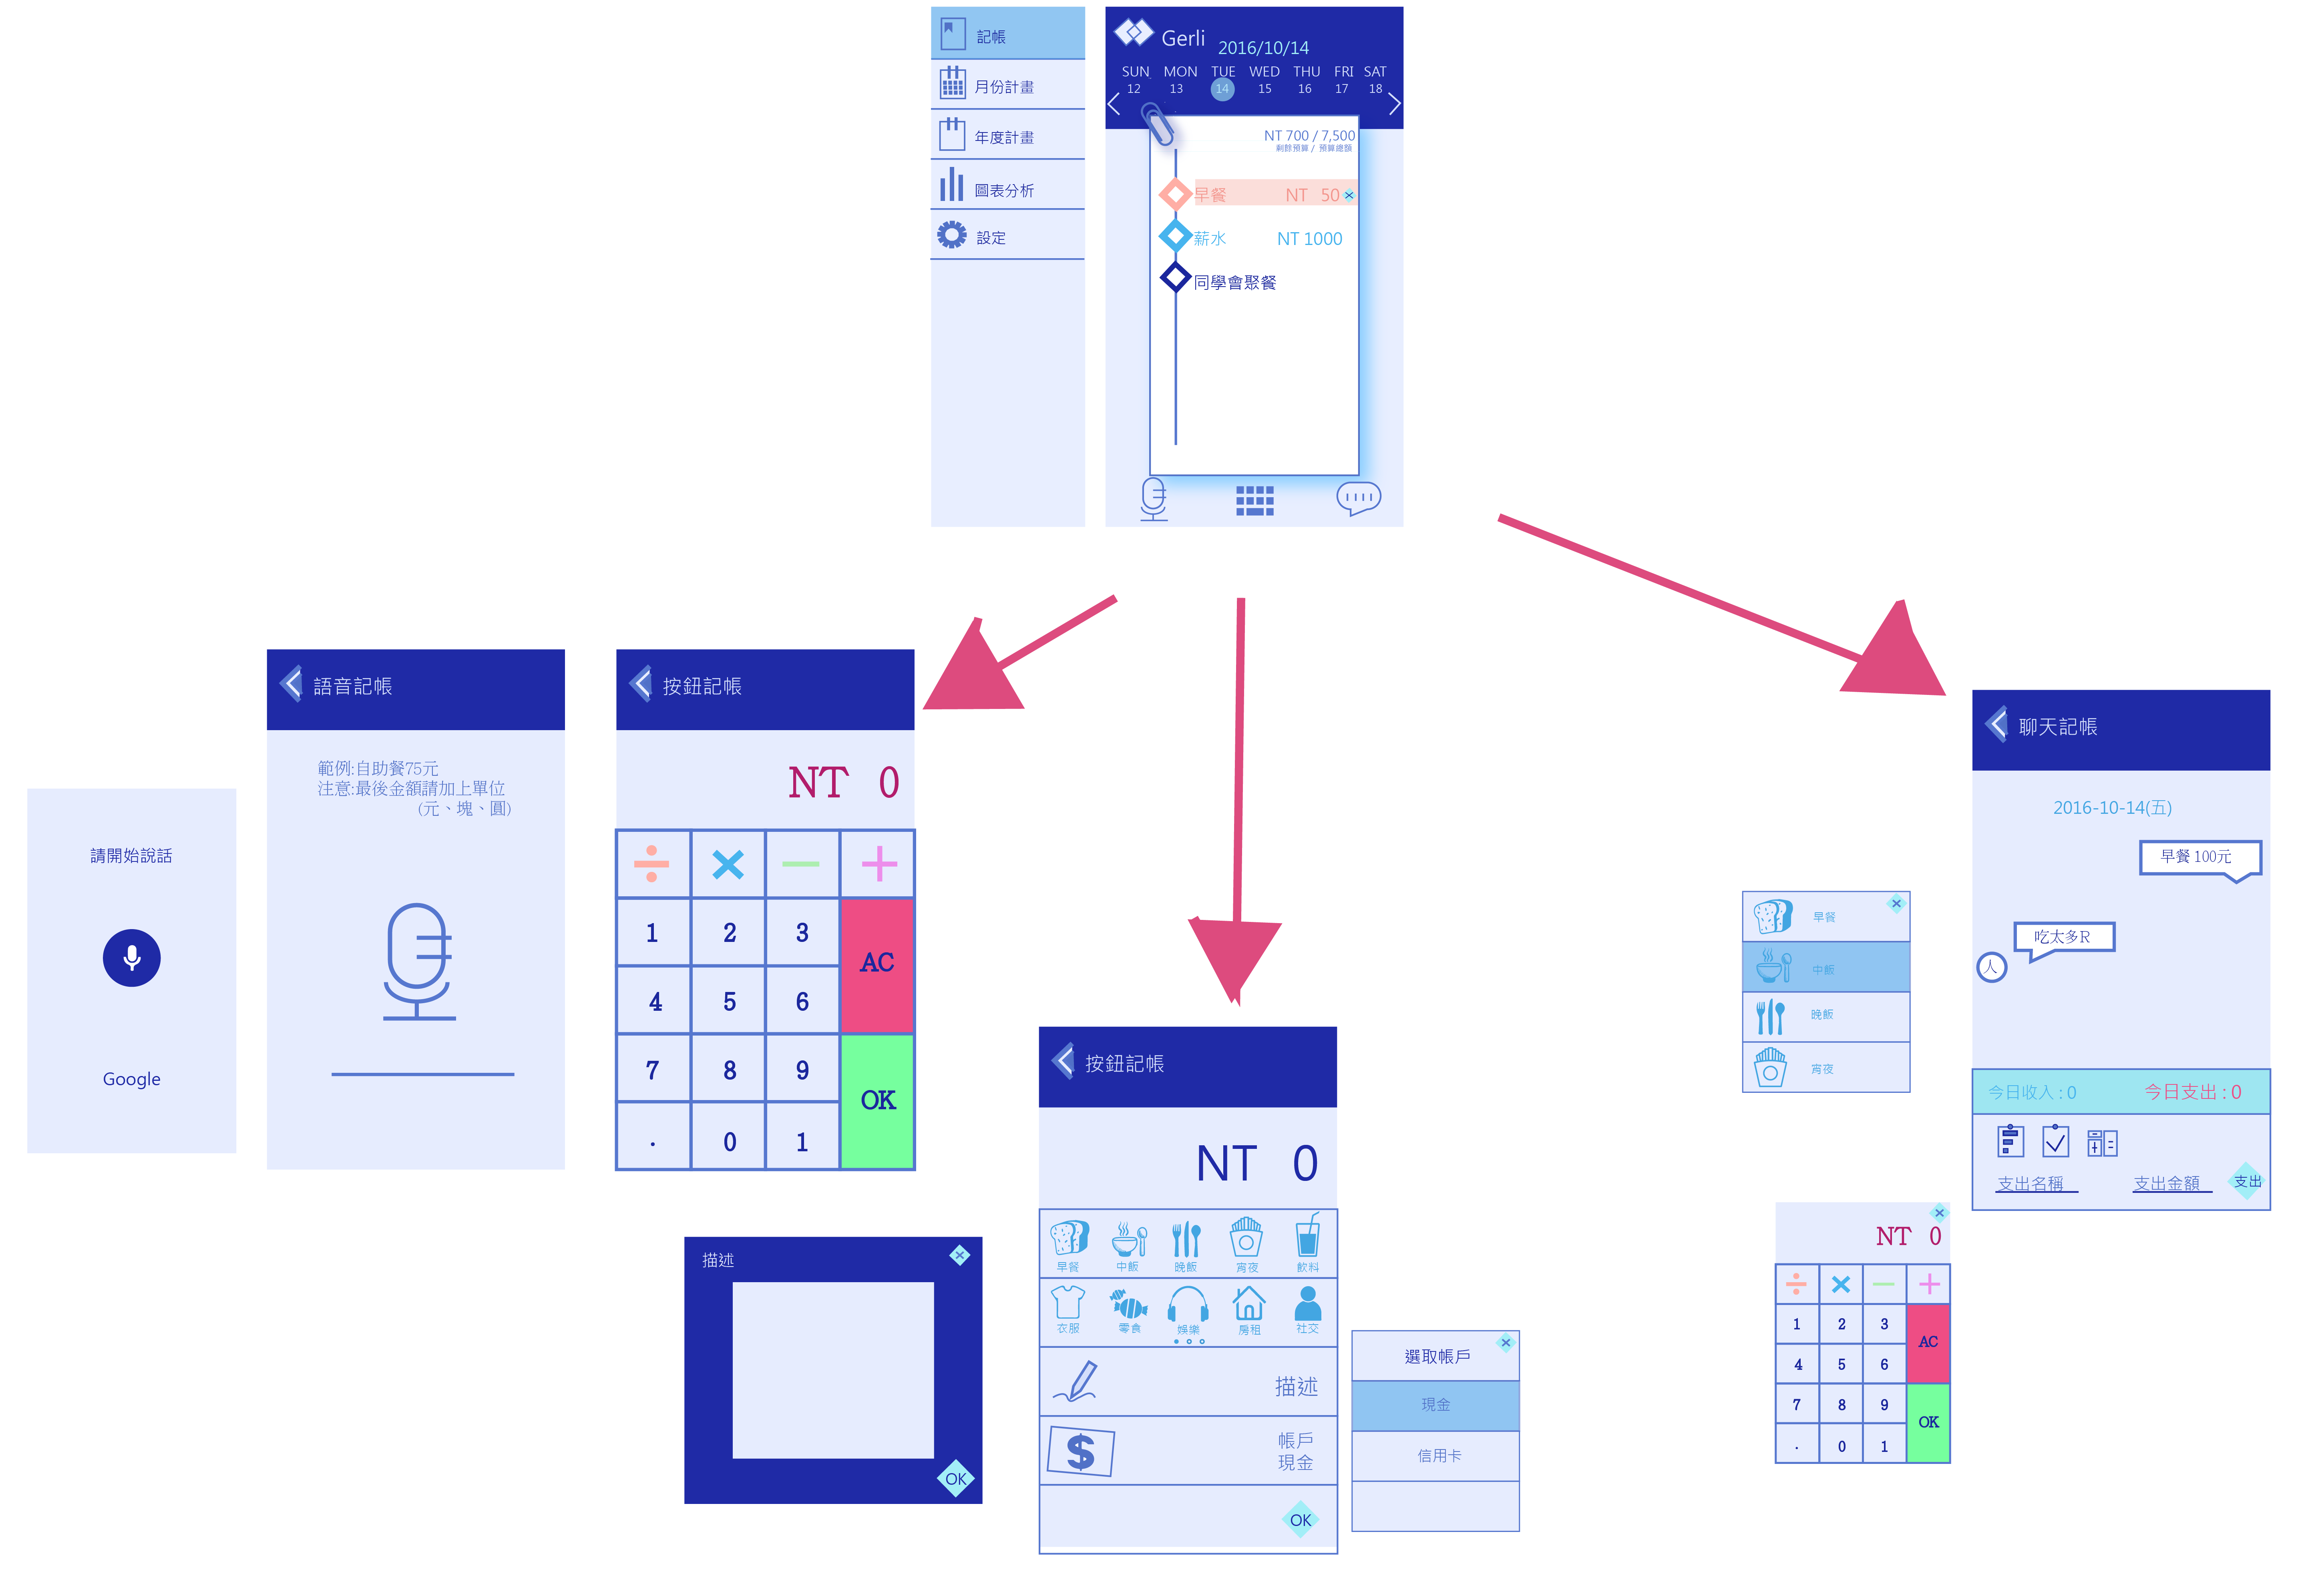 記帳
月份計畫
年度計畫
圖表分析
設定
Gerli
2016/10/14
SUN MON TUE WED THU FRI SAT
12 13 14 15 16 17 18
NT 700 / 7,500
剩餘預算 / 預算總額
早餐 NT 50
薪水 NT 1000
同學會聚餐
請開始說話
Google
語音記帳
範例:自助餐75元
注意:最後金額請加上單位
(元、塊、圓)
按鈕記帳
NT 0
÷ × − +
1 2 3
AC
4 5 6
7 8 9
OK
. 0 1
描述
OK
按鈕記帳
NT 0
早餐 中飯 晚飯 宵夜 飲料
衣服 零食 娛樂 房租 社交
描述
$
帳戶
現金
OK
選取帳戶
現金
信用卡
早餐
中飯
晚飯
宵夜
NT 0
÷ × − +
1 2 3
AC
4 5 6
7 8 9
OK
. 0 1
聊天記帳
2016-10-14(五)
早餐 100元
吃太多R
人
今日收入 : 0 今日支出 : 0
支出名稱 支出金額 支出